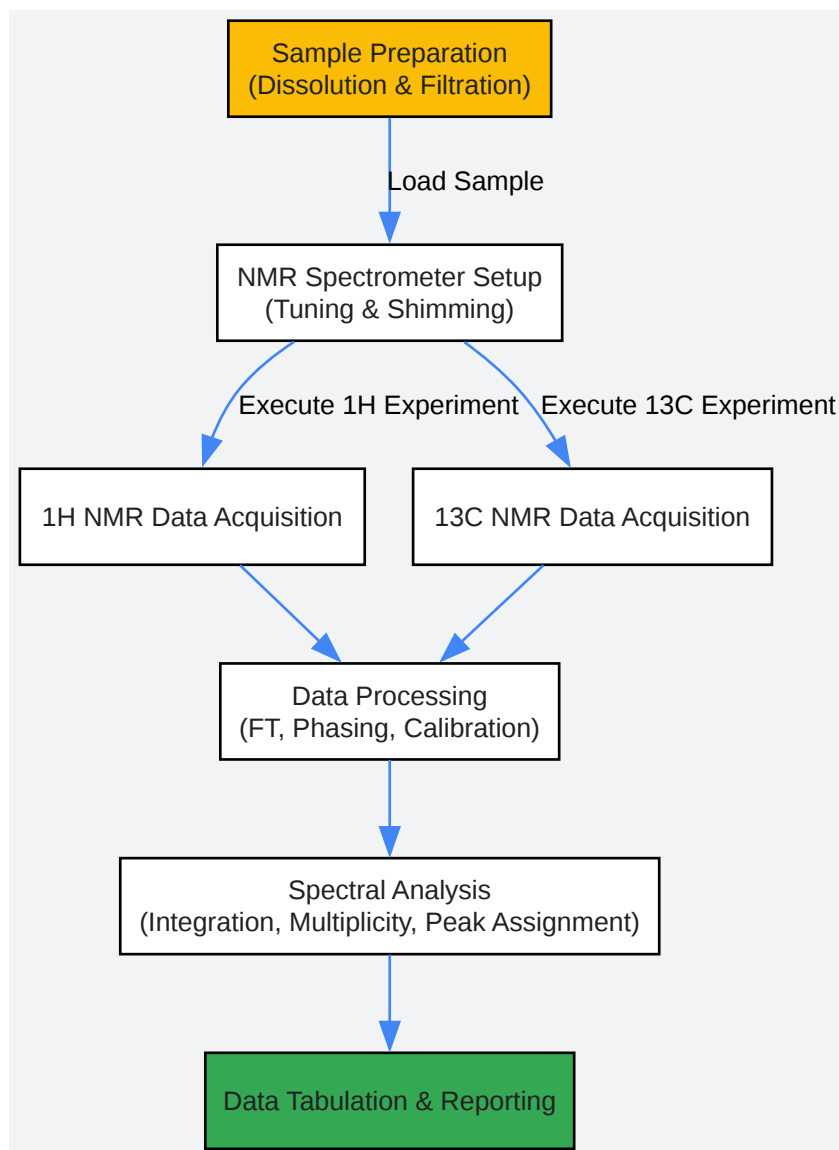 Sample Preparation
(Dissolution & Filtration)
Load Sample
NMR Spectrometer Setup
(Tuning & Shimming)
Execute 1H Experiment
Execute 13C Experiment
1H NMR Data Acquisition
13C NMR Data Acquisition
Data Processing
(FT, Phasing, Calibration)
Spectral Analysis
(Integration, Multiplicity, Peak Assignment)
Data Tabulation & Reporting